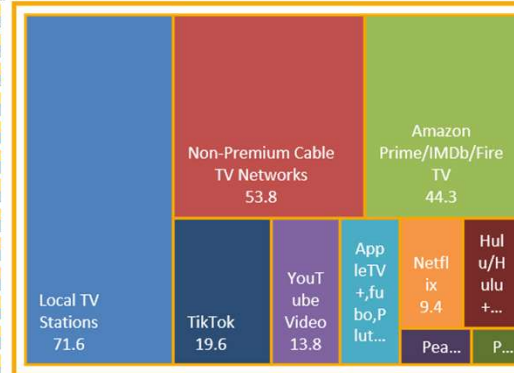 Local TV
Stations
71.6
Non-Premium Cable
TV Networks
53.8
Amazon
Prime/IMDb/Fire
TV
44.3
TikTok
19.6
YouT
ube
Video
13.8
App
leTV
+,fu
bo,P
lut...
Netfl
ix
9.4
Hul
u/H
ulu
+...
Pea...
P...